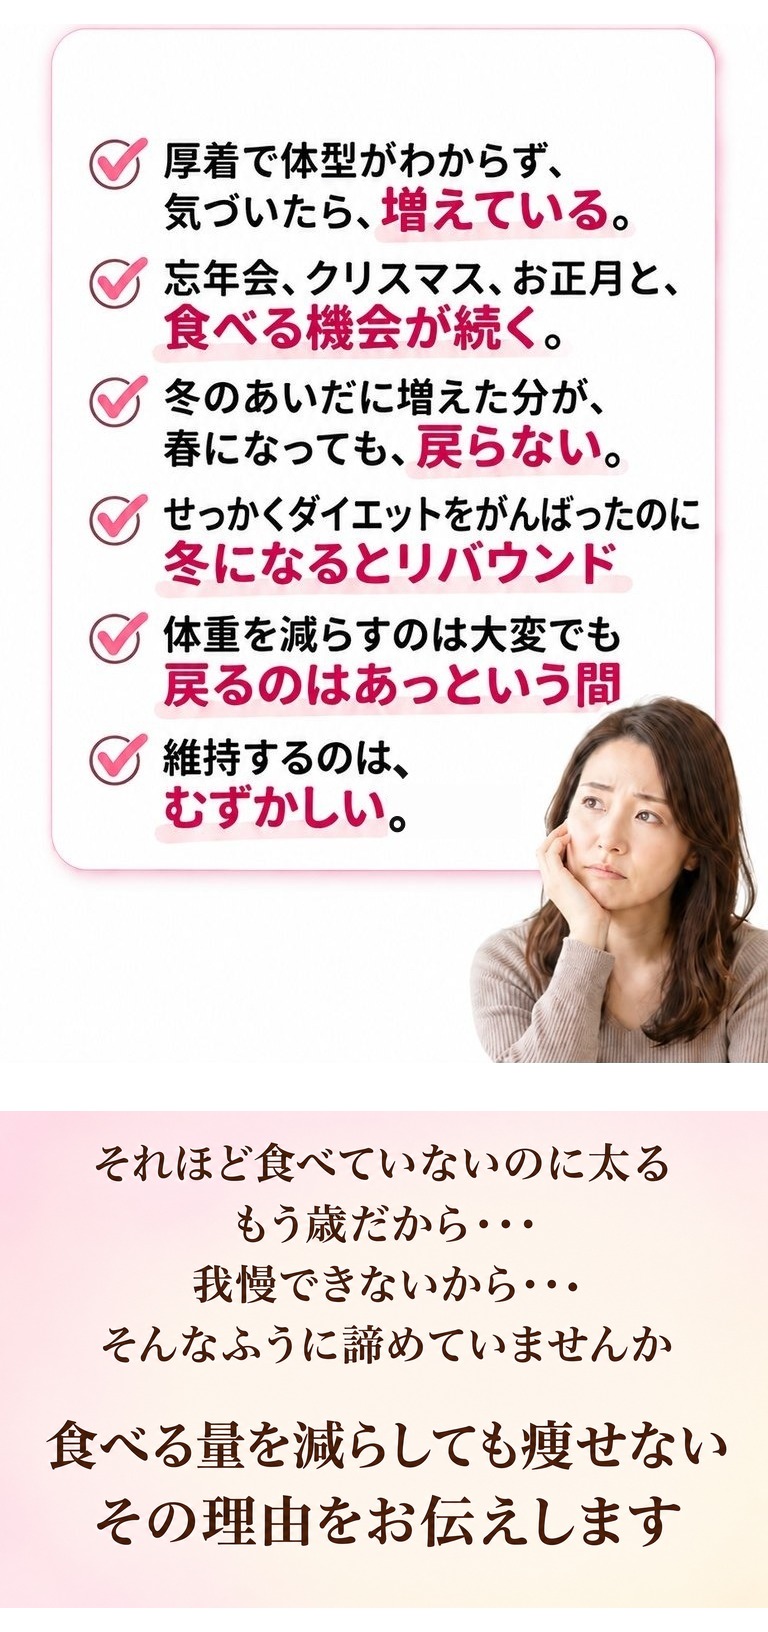 厚着で体型がわからず、
気づいたら、増えている。
忘年会、クリスマス、お正月と、
食べる機会が続く。
冬のあいだに増えた分が、
春になっても、戻らない。
せっかくダイエットをがんばったのに
冬になるとリバウンド
体重を減らすのは大変でも
戻るのはあっという間
維持するのは、
むずかしい。
それほど食べていないのに太る
もう歳だから･･･
我慢できないから･･･
そんなふうに諦めていませんか
食べる量を減らしても痩せない
その理由をお伝えします